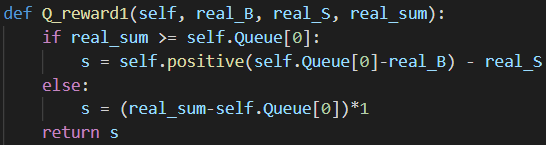 def Q_reward1(self, real_B, real_S, real_sum):
    if real_sum >= self.Queue[0]:
        s = self.positive(self.Queue[0]-real_B) - real_S
    else:
        s = (real_sum-self.Queue[0])*1
    return s